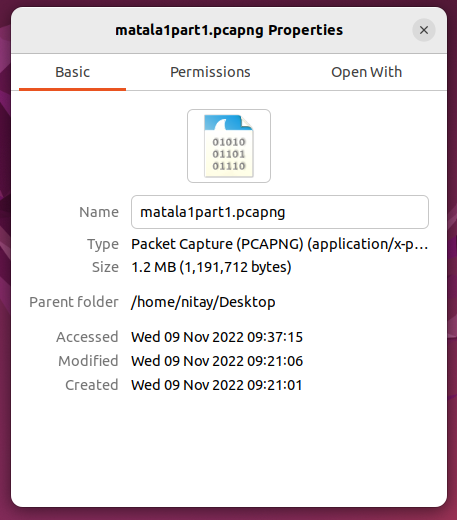 matala1part1.pcapng Properties
Basic Permissions Open With
01010
01101
01110
Name matala1part1.pcapng
Type Packet Capture (PCAPNG) (application/x-p...
Size 1.2 MB (1,191,712 bytes)
Parent folder /home/nitay/Desktop
Accessed Wed 09 Nov 2022 09:37:15
Modified Wed 09 Nov 2022 09:21:06
Created Wed 09 Nov 2022 09:21:01